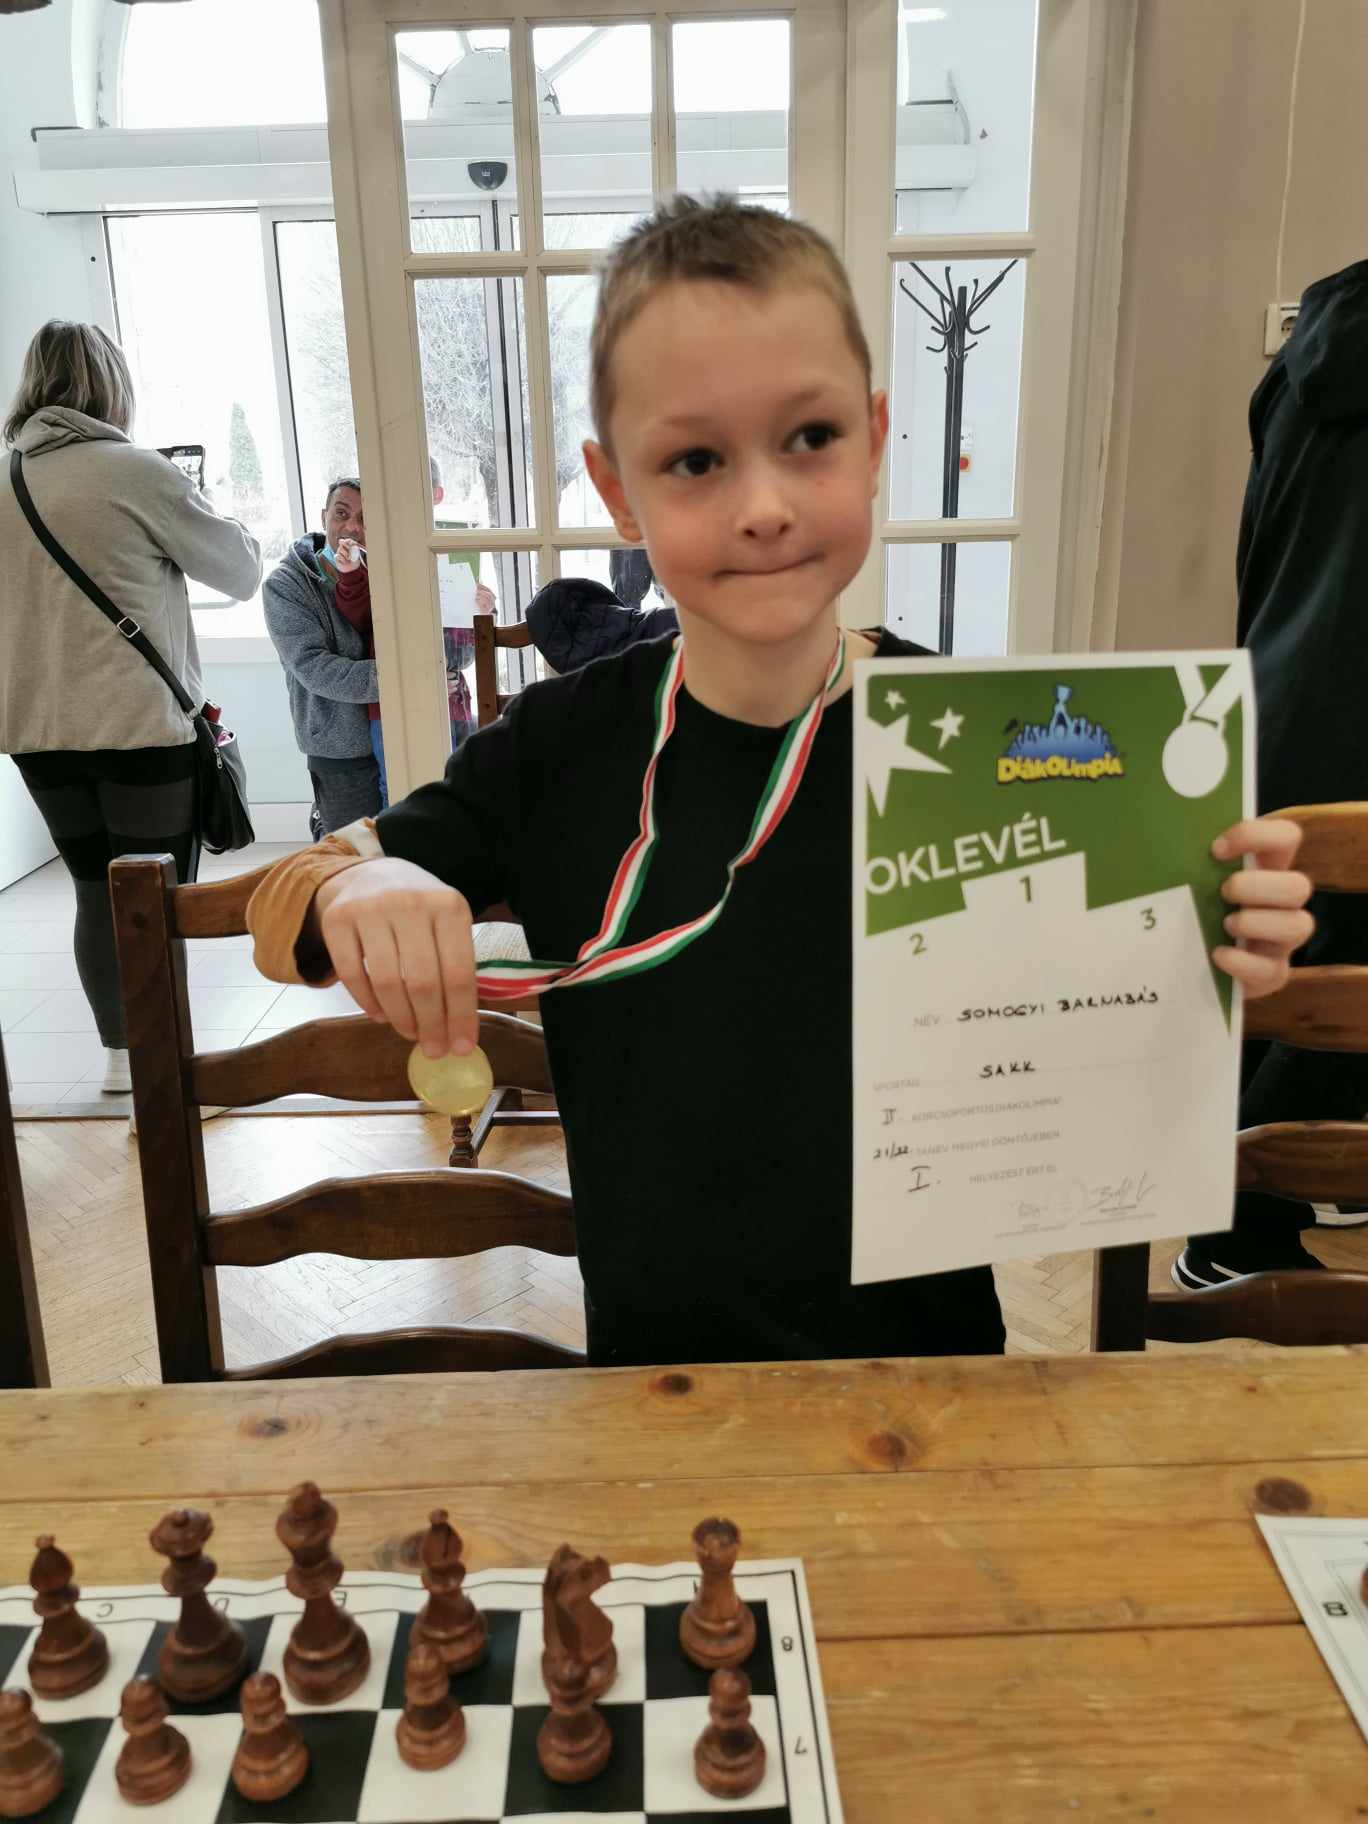 DIÁKOLIMPIA
OKLEVÉL
1
2
3
NÉV SOMOGYI BARNABÁS
SPORTÁG SAKK
II. KORCSOPORTOS DIÁKOLIMPIA
21/22. TANÉV MEGYEI DÖNTŐJÉBEN
I. HELYEZÉST ÉRT EL
C
D
E
H
8
7
B